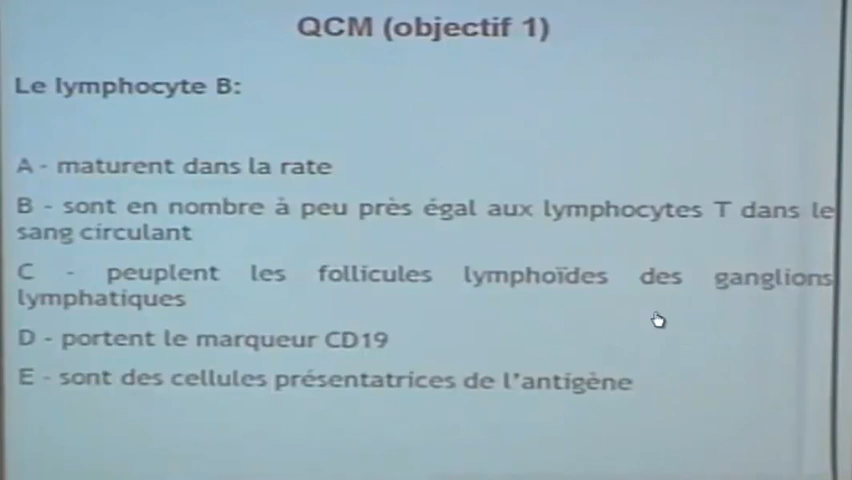 QCM (objectif 1)
Le lymphocyte B:
A - maturent dans la rate
B - sont en nombre à peu près égal aux lymphocytes T dans le
sang circulant
C - peuplent les follicules lymphoïdes des ganglions
lymphatiques
D - portent le marqueur CD19
E - sont des cellules présentatrices de l'antigène